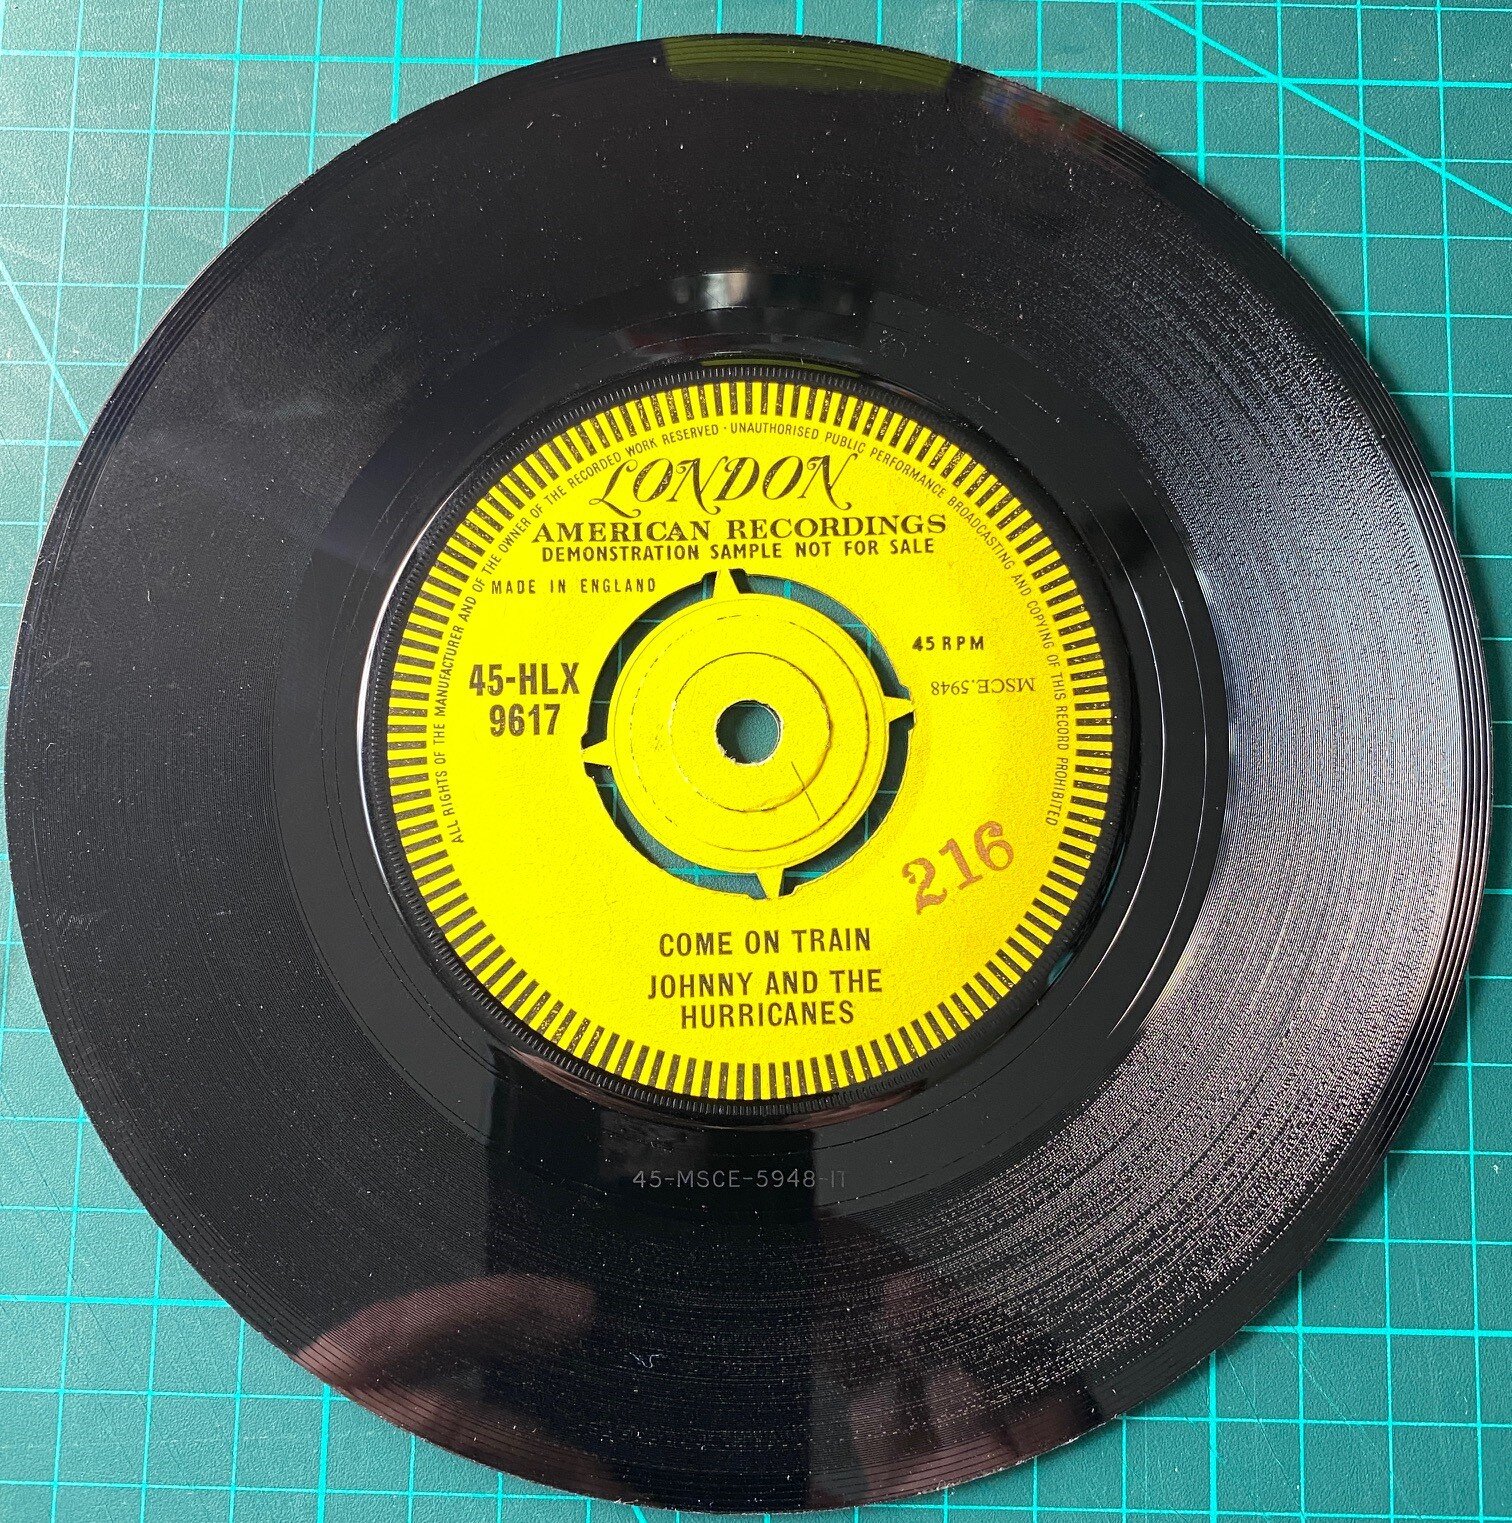 ALL RIGHTS OF THE MANUFACTURER AND OF THE OWNER OF THE RECORDED WORK RESERVED · UNAUTHORISED PUBLIC PERFORMANCE BROADCASTING AND COPYING OF THIS RECORD PROHIBITED
LONDON
AMERICAN RECORDINGS
DEMONSTRATION SAMPLE NOT FOR SALE
MADE IN ENGLAND
45 RPM
45-HLX
9617
MSCE.5948
216
COME ON TRAIN
JOHNNY AND THE
HURRICANES
45-MSCE-5948-1T